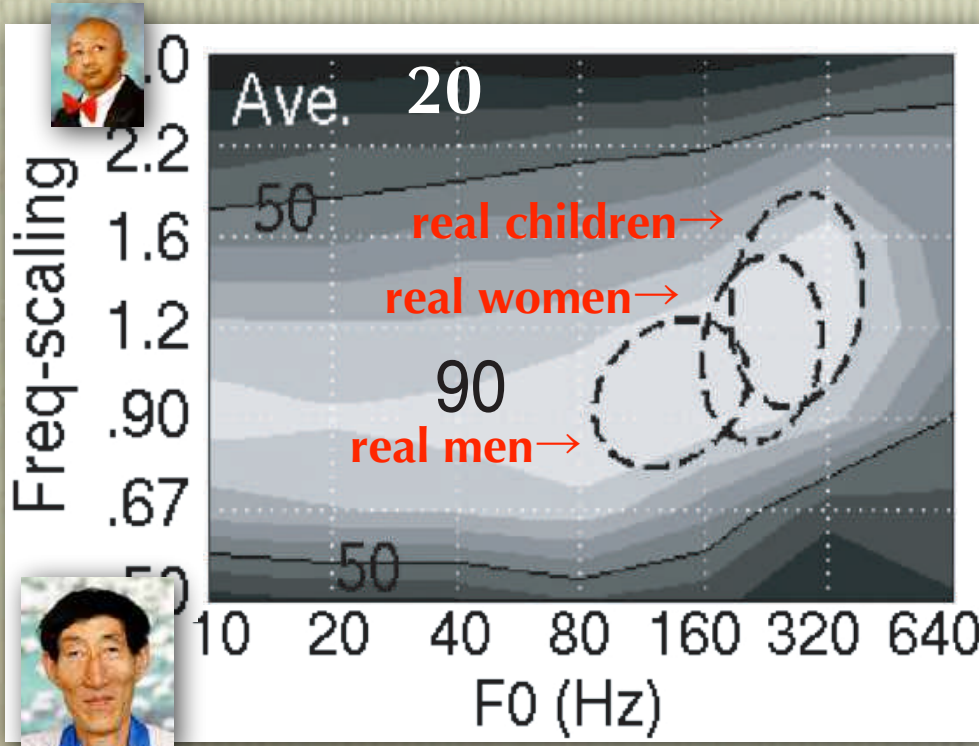 .0
Ave. 20
2.2
50
real children→
1.6
real women→
1.2
90
.90
real men→
.67
50
10 20 40 80 160 320 640
F0 (Hz)
Freq-scaling